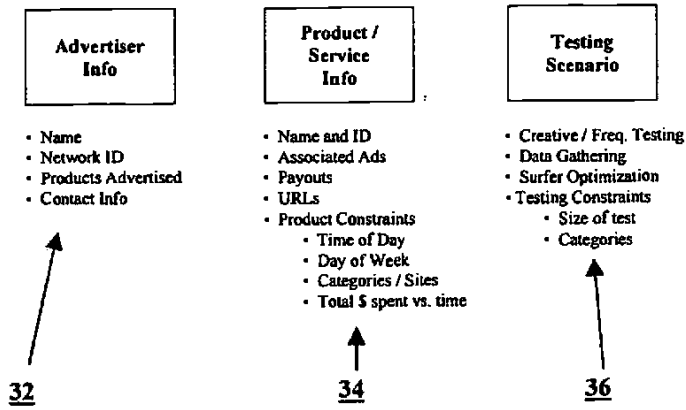 Advertiser
Info
• Name
• Network ID
• Products Advertised
• Contact Info
32
Product /
Service
Info
• Name and ID
• Associated Ads
• Payouts
• URLs
• Product Constraints
• Time of Day
• Day of Week
• Categories / Sites
• Total $ spent vs. time
34
Testing
Scenario
• Creative / Freq. Testing
• Data Gathering
• Surfer Optimization
• Testing Constraints
• Size of test
• Categories
36